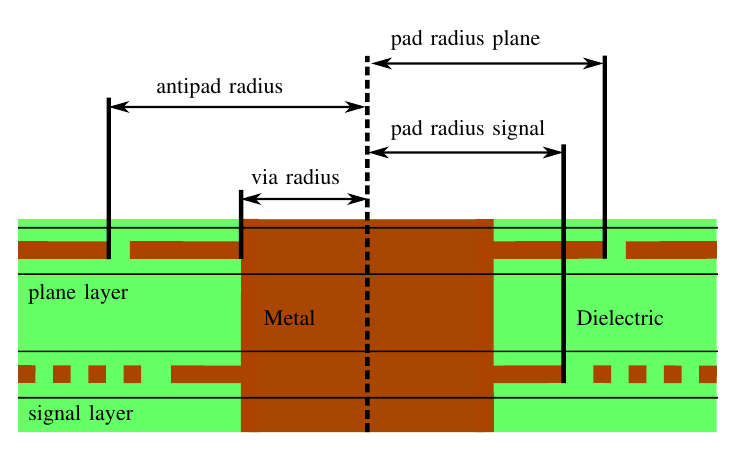 pad radius plane
antipad radius
pad radius signal
via radius
plane layer
Metal
Dielectric
signal layer